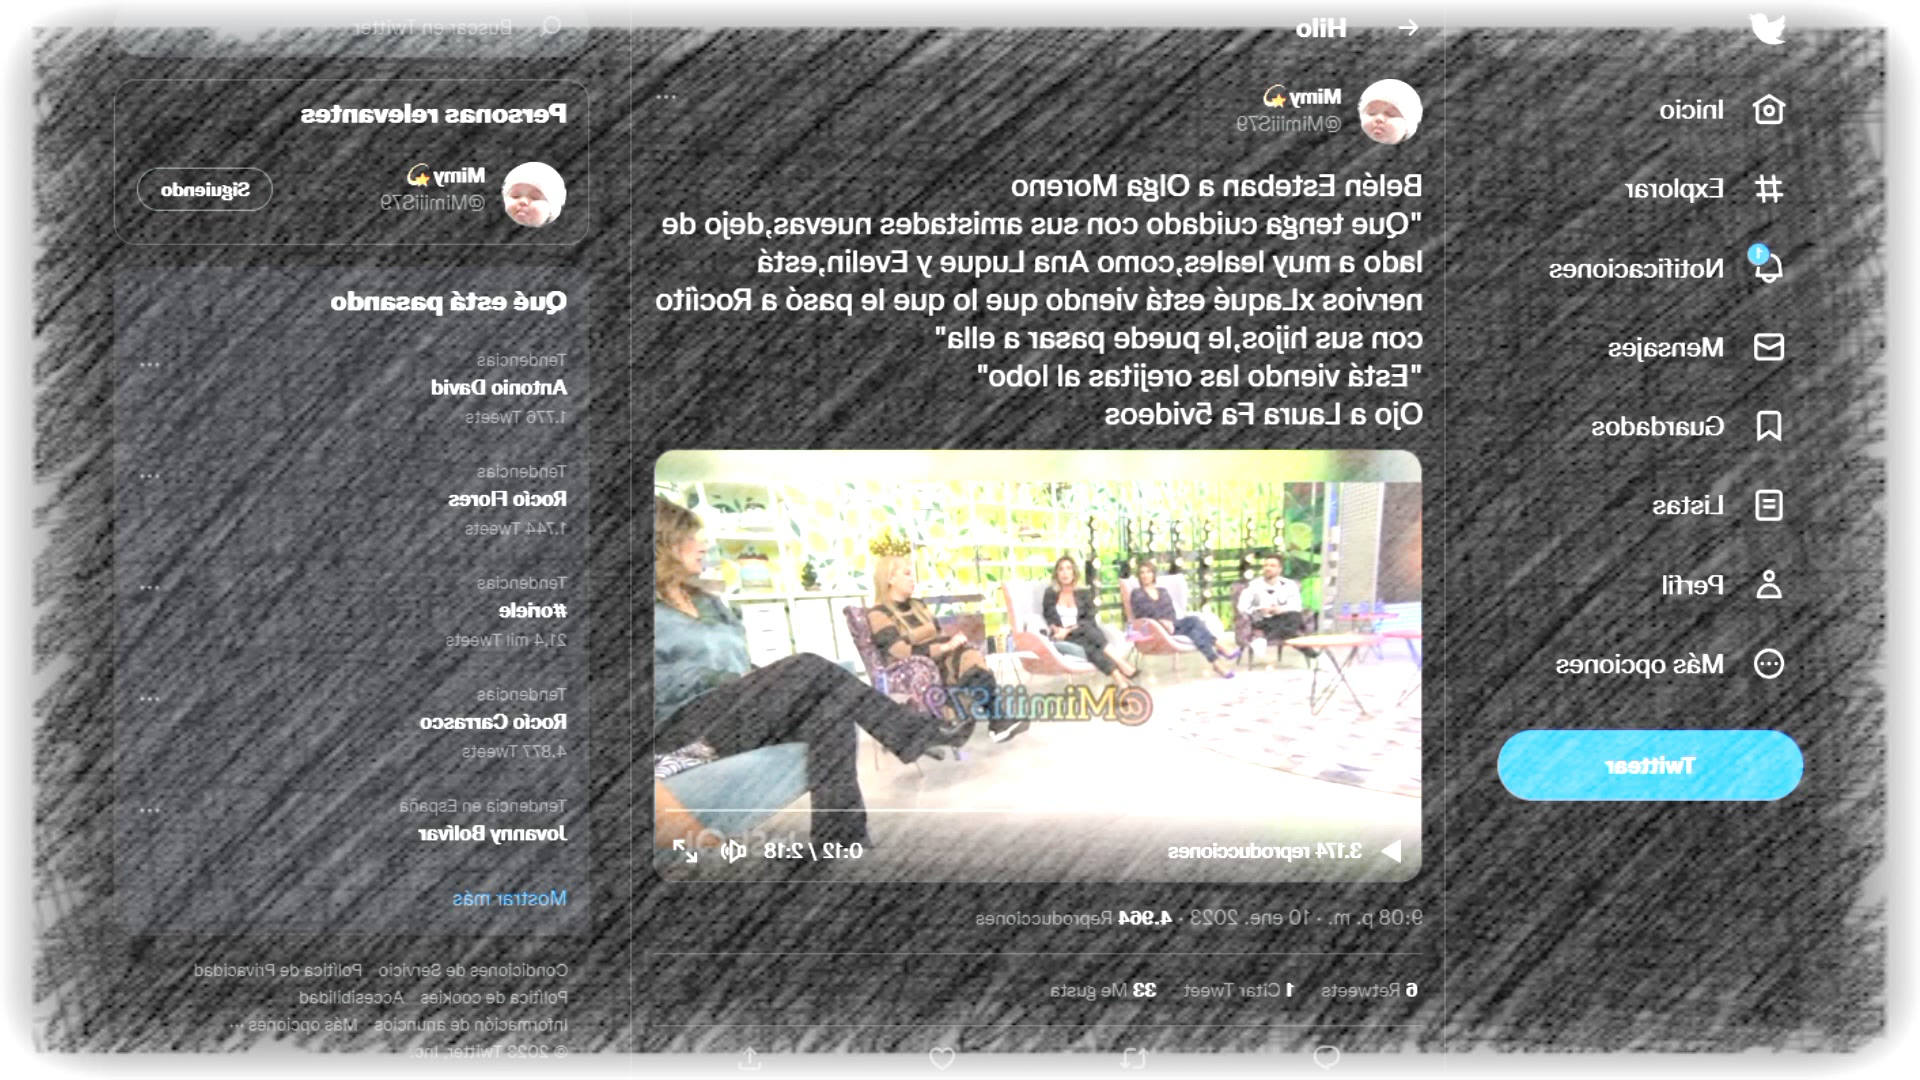 Inicio
Explorar
1
Notificaciones
Mensajes
Guardados
Listas
Perfil
Más opciones
Twittear
Hilo
Mimy
@MimiiiS79
Belén Esteban a Olga Moreno
"Que tenga cuidado con sus amistades nuevas,dejo de
lado a muy leales,como Ana Luque y Evelin,está
nervios xLaqué está viendo que lo que le pasó a Rociíto
con sus hijos,le puede pasar a ella"
"Está viendo las orejitas al lobo"
Ojo a Laura Fa 5videos
@MimiiiS79
3.174 reproducciones
0:12 / 2:18
9:08 p. m. · 10 ene. 2023 · 4.964 Reproducciones
6 Retweets 1 Citar Tweet 33 Me gusta
Buscar en Twitter
Personas relevantes
Mimy
@MimiiiS79
Siguiendo
Qué está pasando
Tendencias
Antonio David
1.776 Tweets
Tendencias
Rocío Flores
1.744 Tweets
Tendencias
#oriele
21,4 mil Tweets
Tendencias
Rocío Carrasco
4.877 Tweets
Tendencia en España
Jovanny Bolívar
Mostrar más
Condiciones de Servicio Política de Privacidad
Política de cookies Accesibilidad
Información de anuncios Más opciones ···
© 2023 Twitter, Inc.